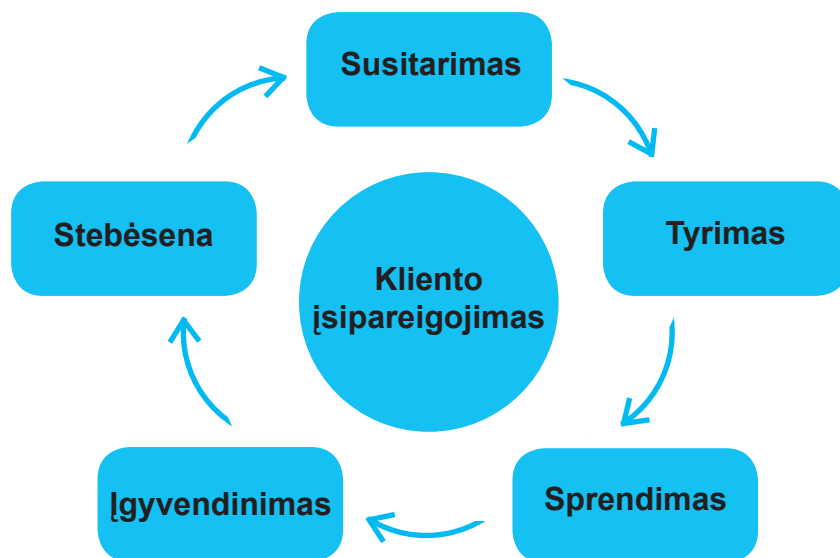 Susitarimas
Tyrimas
Stebėsena
Kliento
įsipareigojimas
Sprendimas
Įgyvendinimas